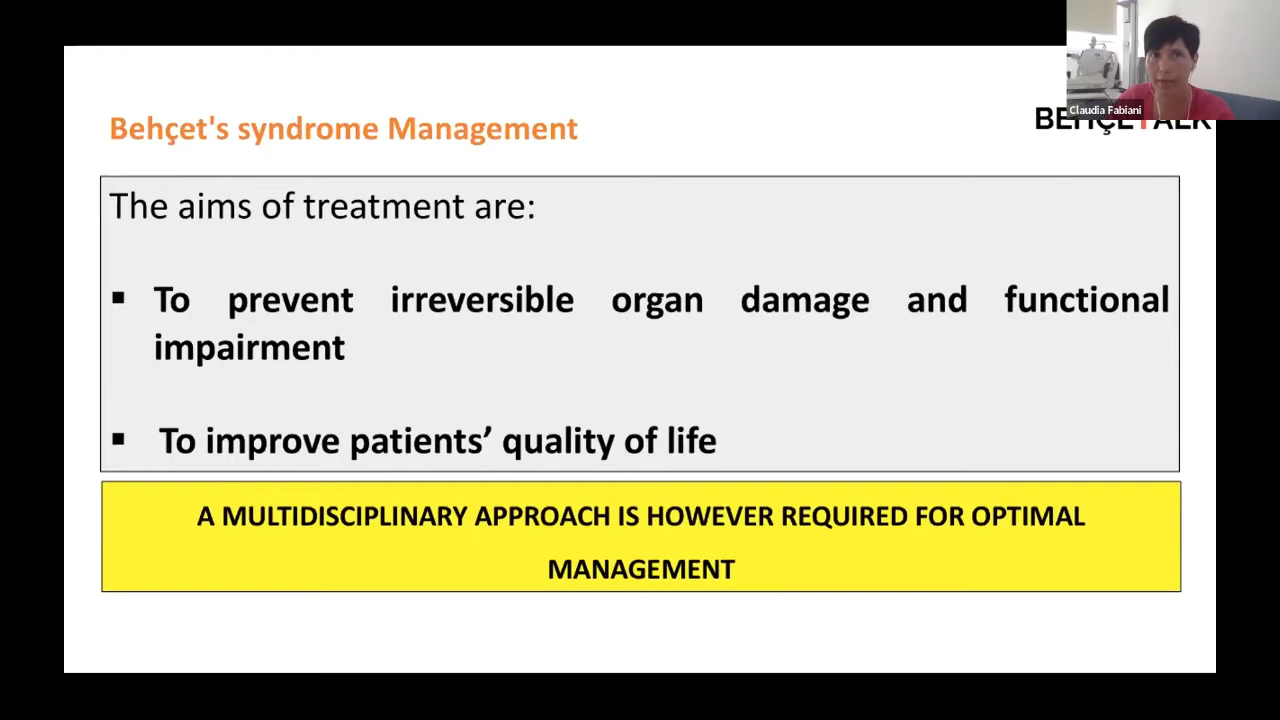 Claudia Fabiani
BEHÇETALK
Behçet's syndrome Management
The aims of treatment are:
▪ To prevent irreversible organ damage and functional
impairment
▪ To improve patients’ quality of life
A MULTIDISCIPLINARY APPROACH IS HOWEVER REQUIRED FOR OPTIMAL
MANAGEMENT